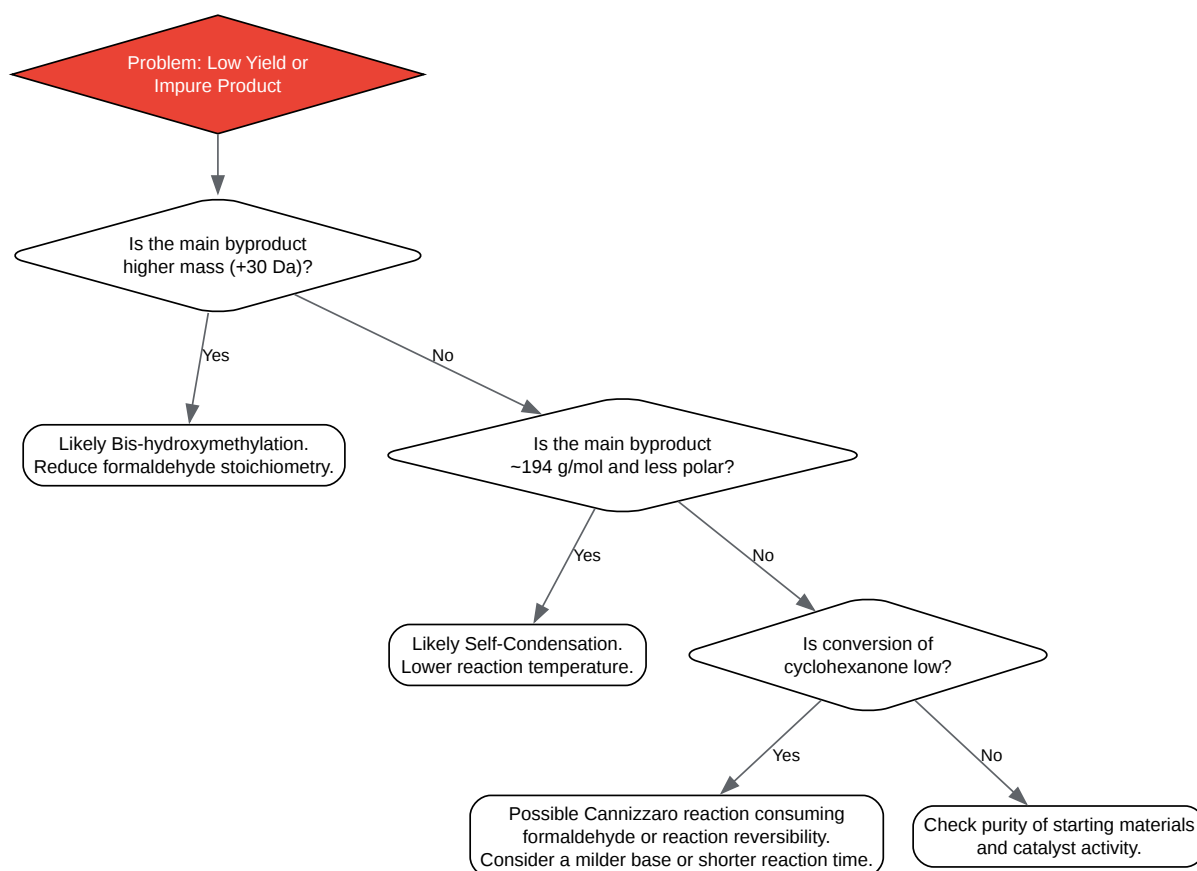 Problem: Low Yield or
Impure Product
Is the main byproduct
higher mass (+30 Da)?
Yes
No
Likely Bis-hydroxymethylation.
Reduce formaldehyde stoichiometry.
Is the main byproduct
~194 g/mol and less polar?
Yes
No
Likely Self-Condensation.
Lower reaction temperature.
Is conversion of
cyclohexanone low?
Yes
No
Possible Cannizzaro reaction consuming
formaldehyde or reaction reversibility.
Consider a milder base or shorter reaction time.
Check purity of starting materials
and catalyst activity.